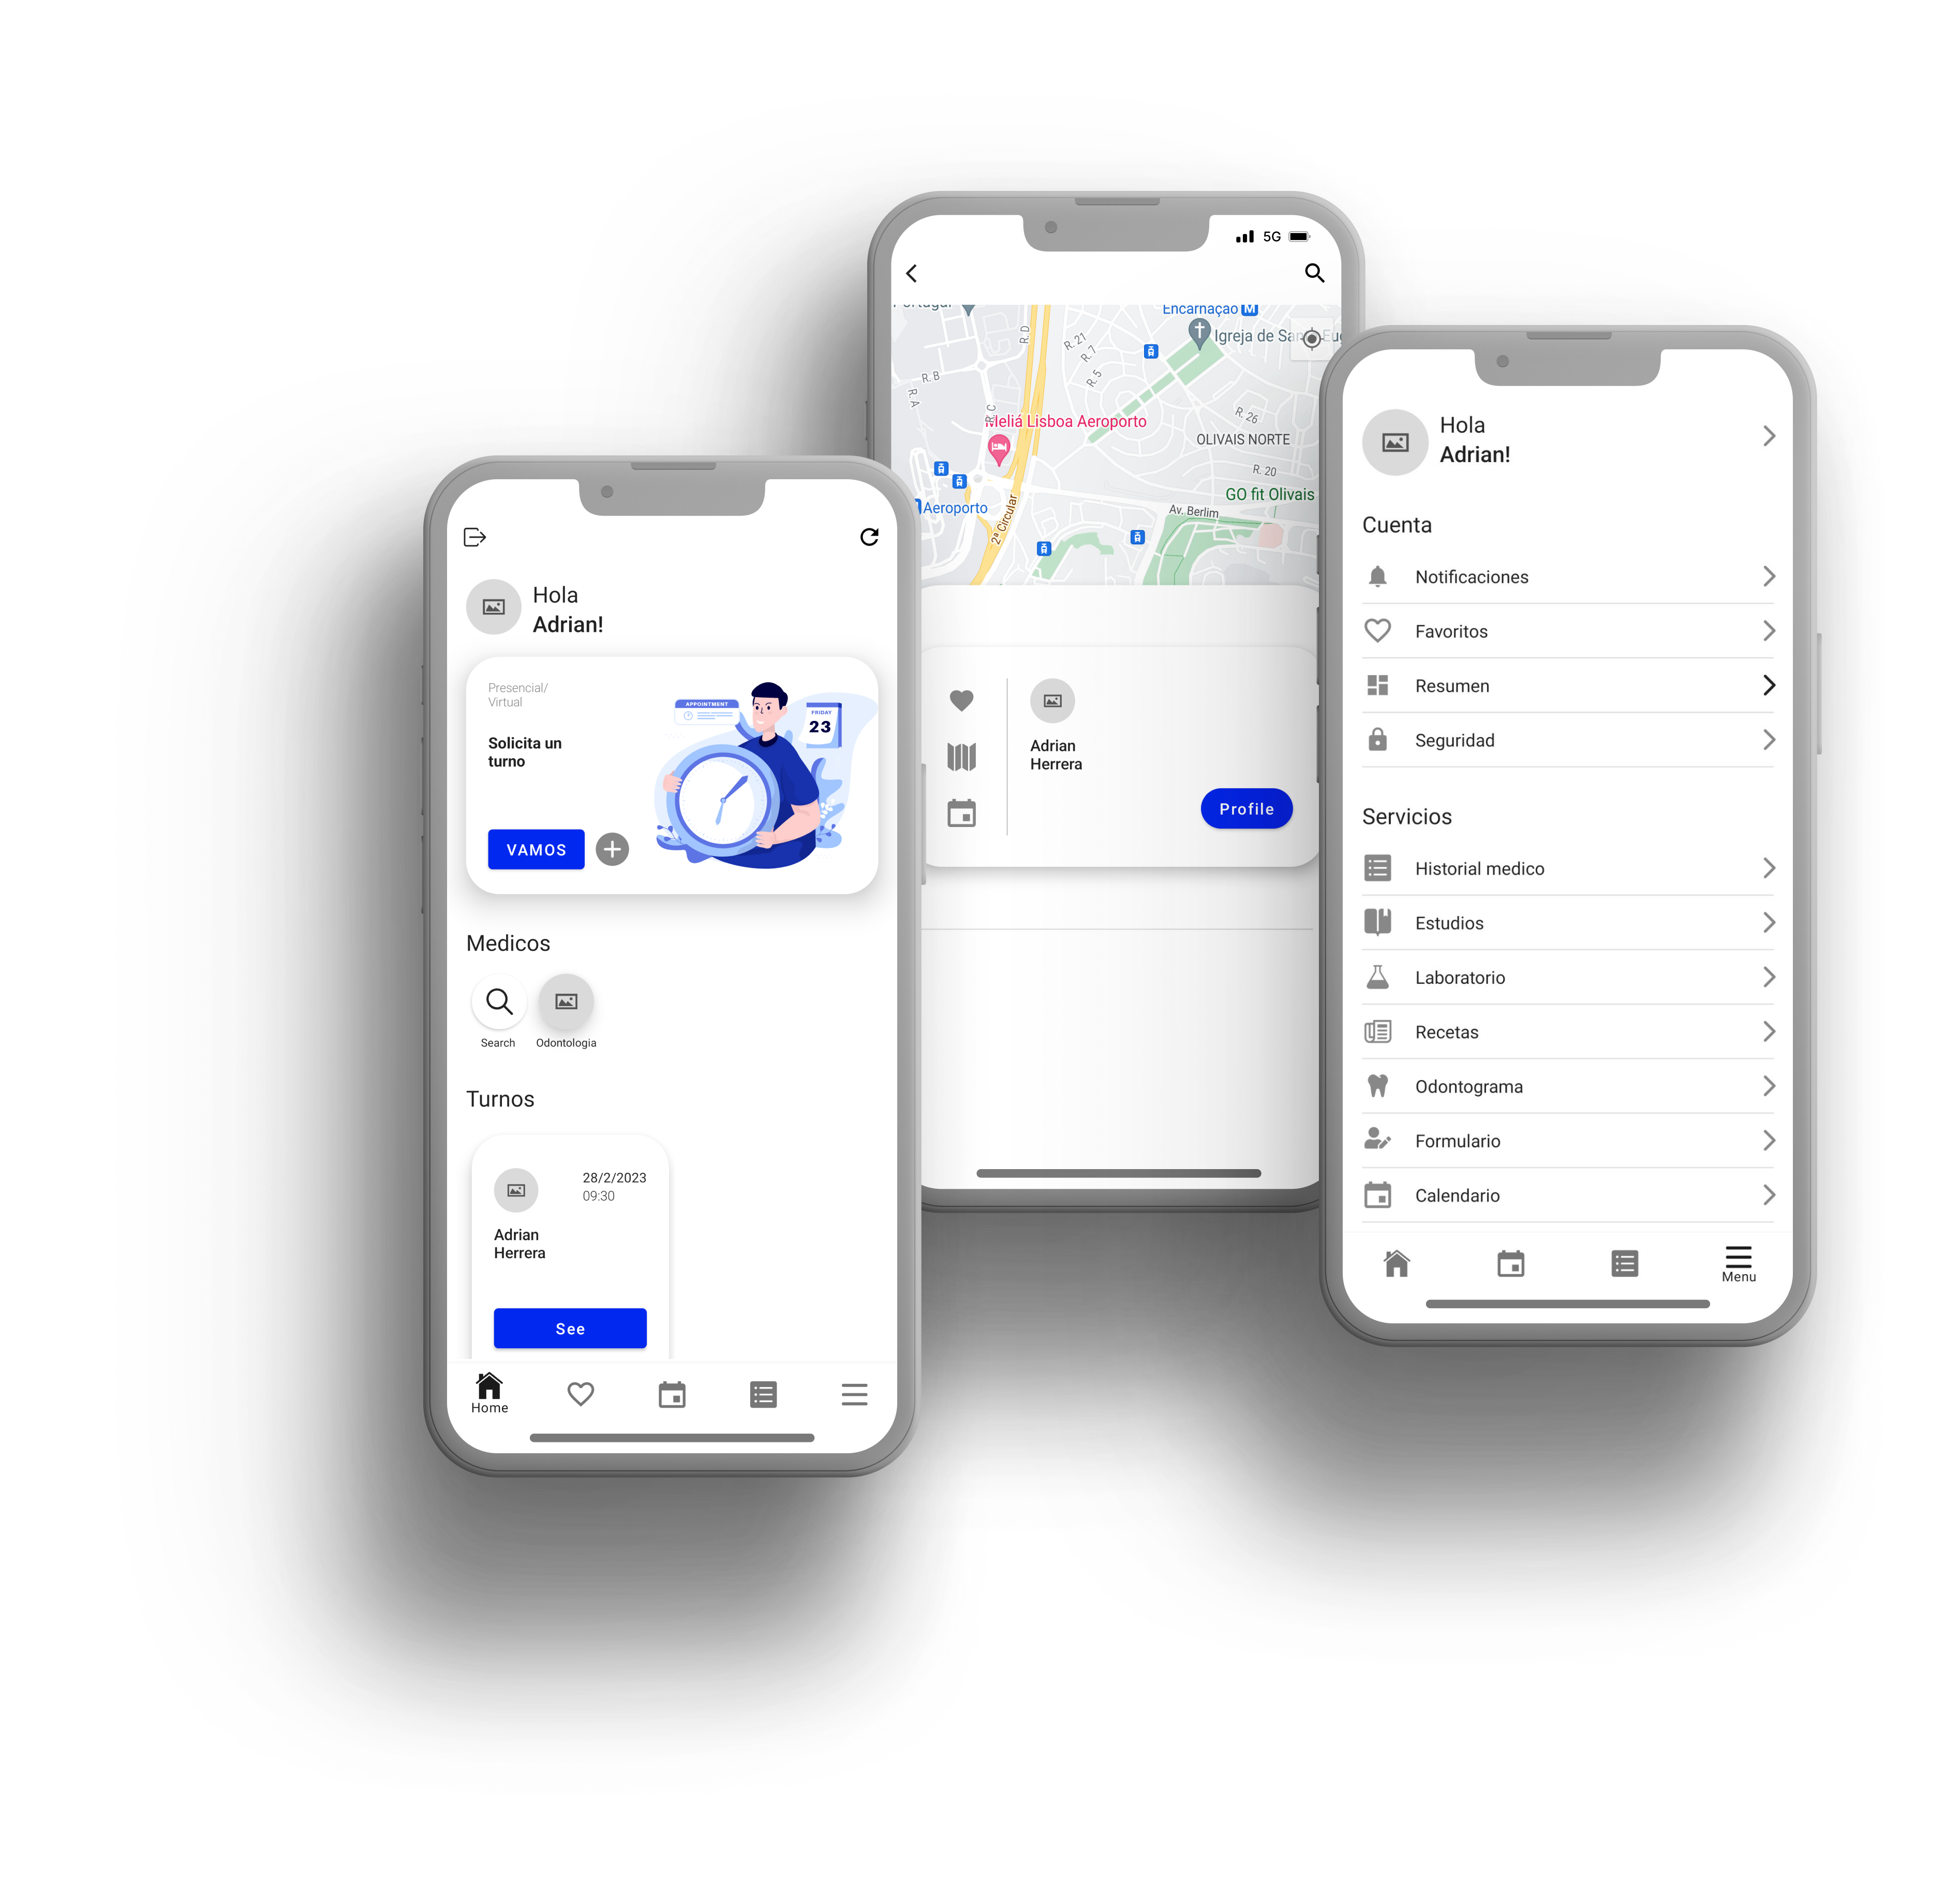 Hola
Adrian!
Presencial/
Virtual
Solicita un
turno
VAMOS
APPOINTMENT
FRIDAY
23
Medicos
Search
Odontologia
Turnos
28/2/2023
09:30
Adrian
Herrera
See
Home
5G
Encarnação M
Igreja de
R. D
R. 21
R. 7
R. 5
R. B
R. A
R. C
Meliá Lisboa Aeroporto
R. 26
OLIVAIS NORTE
R. 20
GO fit Olivais
Aeroporto
2ª Circular
Av. Berlim
Adrian
Herrera
Profile
Hola
Adrian!
Cuenta
Notificaciones
Favoritos
Resumen
Seguridad
Servicios
Historial medico
Estudios
Laboratorio
Recetas
Odontograma
Formulario
Calendario
Menu